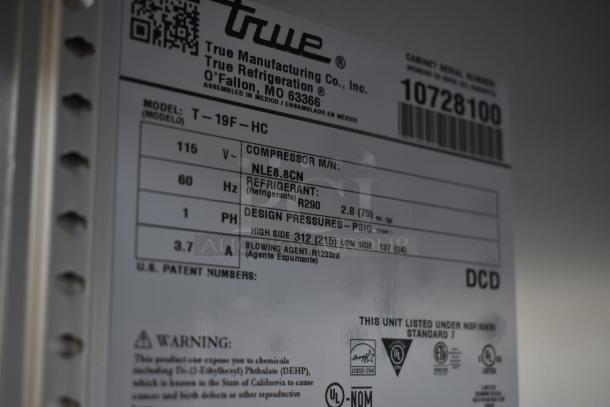 true®
True Manufacturing Co., Inc.
True Refrigeration ®
O'Fallon, MO 63366
ASSEMBLED IN MEXICO / ENSAMBLADO EN MÉXICO
CABINET SERIAL NUMBER
10728100
MODEL: T-19F-HC
(MODELO)
115 V~
COMPRESSOR M/N:
NLE8.8CN
60 Hz
REFRIGERANT:
(Refrigerante) R290 2.8 (79)
1 PH
DESIGN PRESSURES-PSIG
HIGH SIDE 312 (215) LOW SIDE 137 (94)
3.7 A
BLOWING AGENT: R1233zd
(Agente Espumante)
U.S. PATENT NUMBERS:
DCD
THIS UNIT LISTED UNDER NSF/ANSI
STANDARD 7
WARNING:
This product can expose you to chemicals
including Di-(2-Ethylhexyl) Phthalate (DEHP),
which is known to the State of California to cause
cancer and birth defects or other reproductive
ENERGY STAR
UL
UL-NOM